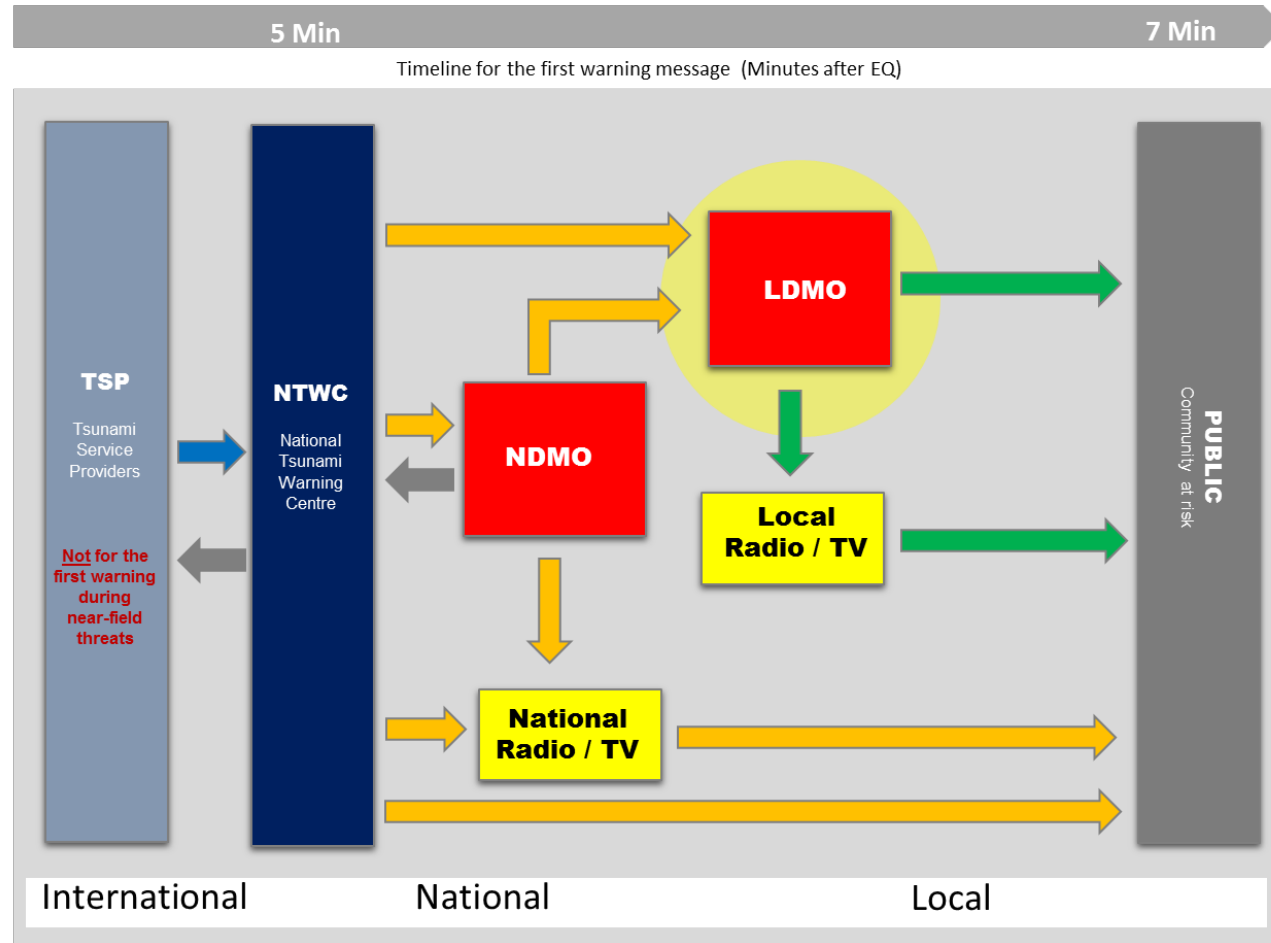 5 Min
7 Min
Timeline for the first warning message (Minutes after EQ)
TSP
Tsunami
Service
Providers
Not for the
first warning
during
near-field
threats
NTWC
National
Tsunami
Warning
Centre
NDMO
LDMO
Local
Radio / TV
National
Radio / TV
PUBLIC
Community at risk
International
National
Local